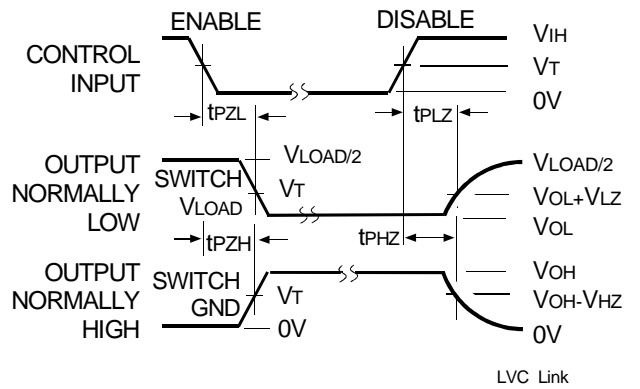 ENABLE
DISABLE
CONTROL
INPUT
VIH
VT
0V
tPZL
tPLZ
OUTPUT
NORMALLY
LOW
SWITCH
VLOAD
VLOAD/2
VT
VLOAD/2
VOL+VLZ
VOL
tPZH
tPHZ
OUTPUT
NORMALLY
HIGH
SWITCH
GND
VT
0V
VOH
VOH-VHZ
0V
LVC Link